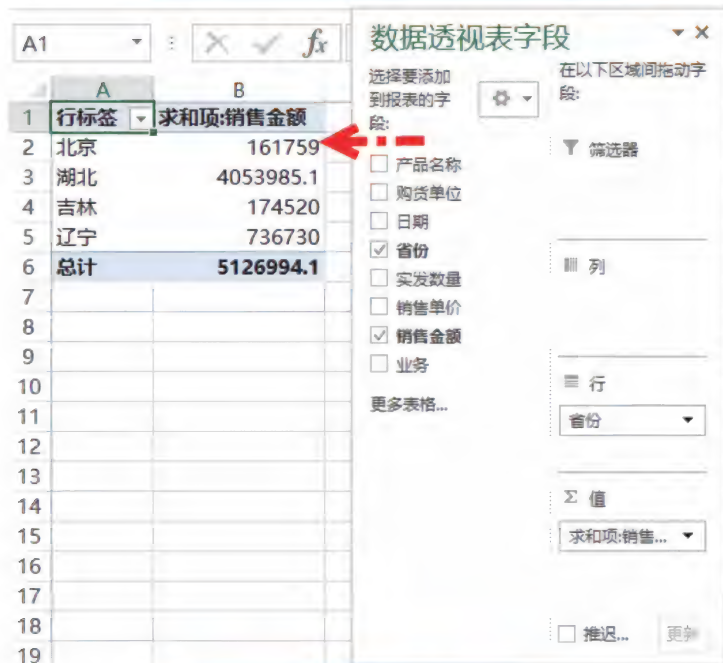 A1
fx
数据透视表字段
选择要添加
到报表的字
段:
在以下区域间拖动字
段:
A B
1 行标签 求和项:销售金额
2 北京 161759
3 湖北 4053985.1
4 吉林 174520
5 辽宁 736730
6 总计 5126994.1
7
8
9
10
11
12
13
14
15
16
17
18
19
产品名称
购货单位
日期
省份
实发数量
销售单价
销售金额
业务
更多表格...
筛选器
列
行
省份
Σ 值
求和项:销售...
推迟...
更新